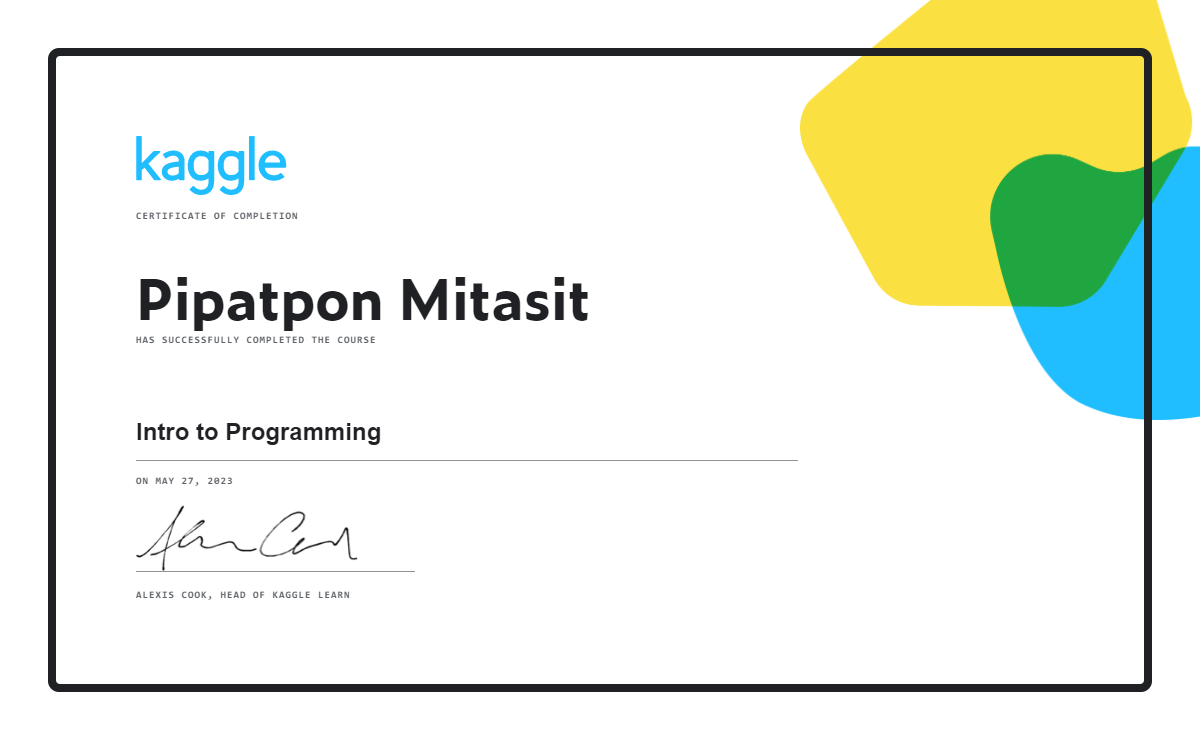 kaggle
CERTIFICATE OF COMPLETION
Pipatpon Mitasit
HAS SUCCESSFULLY COMPLETED THE COURSE
Intro to Programming
ON MAY 27, 2023
ALEXIS COOK, HEAD OF KAGGLE LEARN